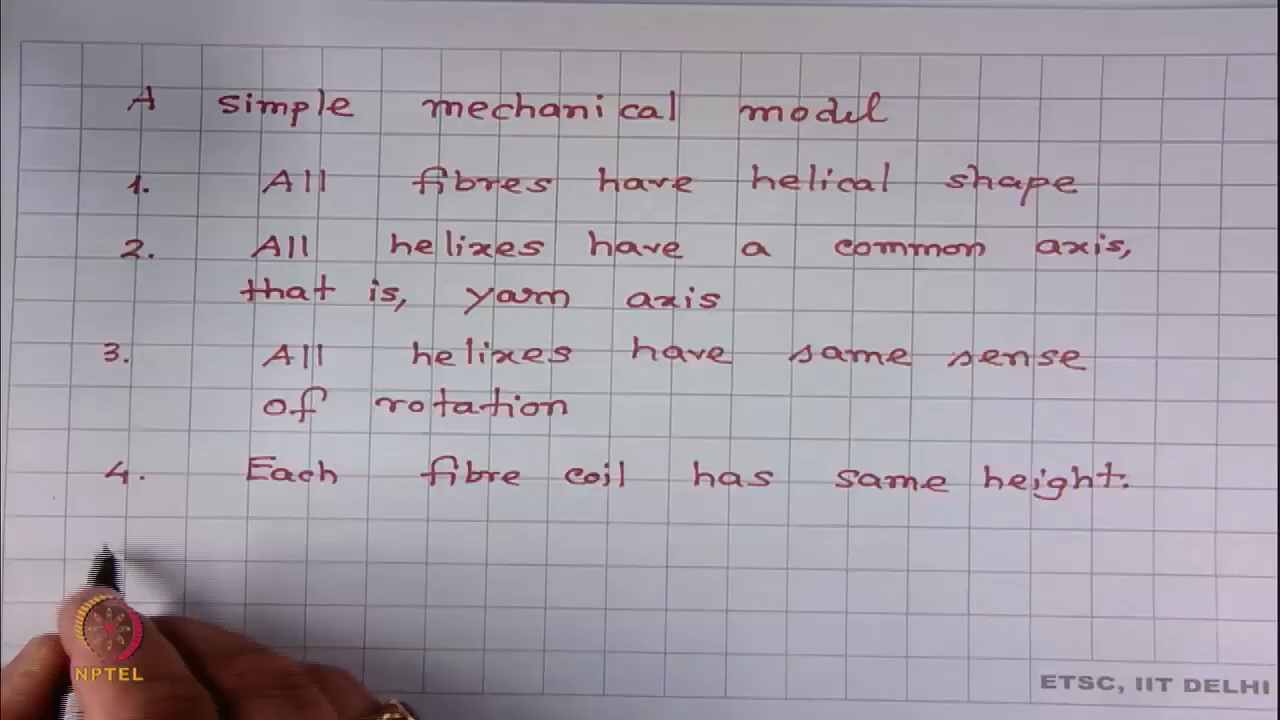 A simple mechanical model
1. All fibres have helical shape
2. All helixes have a common axis,
that is, yarn axis
3. All helixes have same sense
of rotation
4. Each fibre coil has same height.
NPTEL
ETSC, IIT DELHI